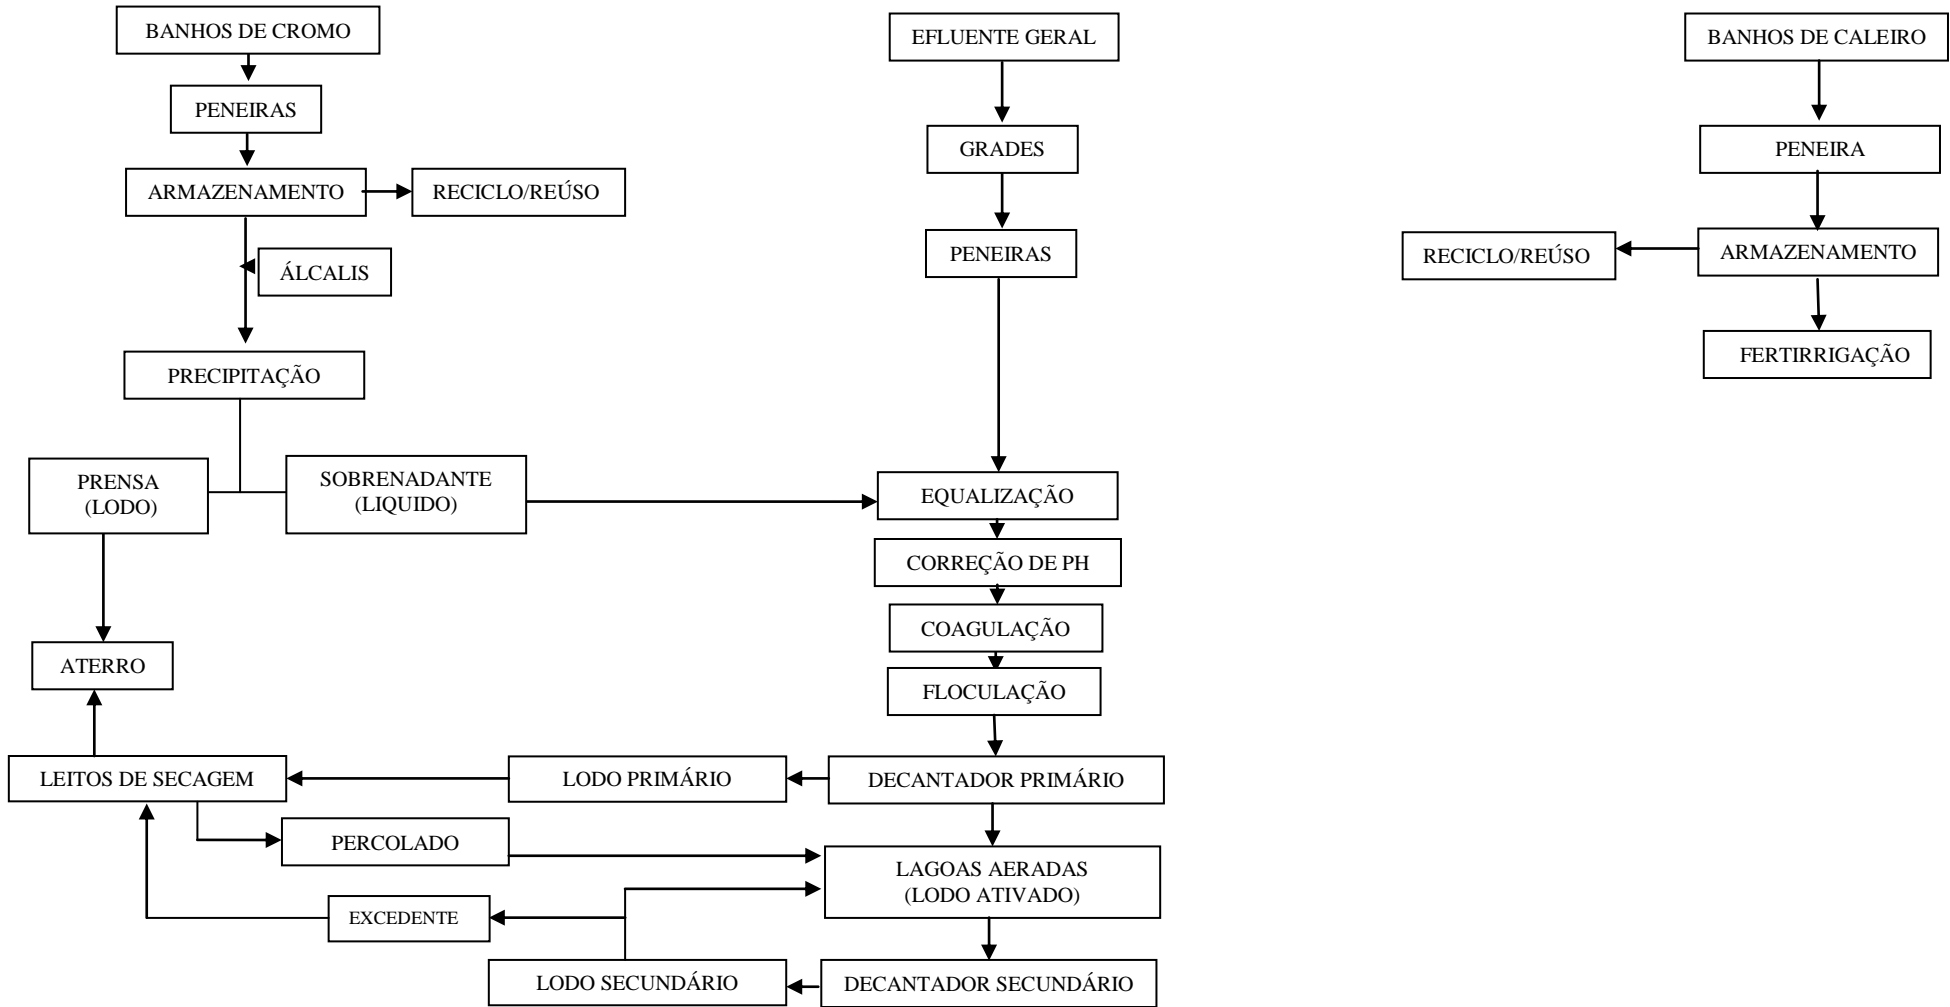 BANHOS DE CROMO
EFLUENTE GERAL
BANHOS DE CALEIRO
PENEIRAS
GRADES
PENEIRA
ARMAZENAMENTO
RECICLO/REÚSO
PENEIRAS
RECICLO/REÚSO
ARMAZENAMENTO
ÁLCALIS
FERTIRRIGAÇÃO
PRECIPITAÇÃO
PRENSA
(LODO)
SOBRENADANTE
(LIQUIDO)
EQUALIZAÇÃO
CORREÇÃO DE PH
COAGULAÇÃO
ATERRO
FLOCULAÇÃO
LEITOS DE SECAGEM
LODO PRIMÁRIO
DECANTADOR PRIMÁRIO
PERCOLADO
LAGOAS AERADAS
(LODO ATIVADO)
EXCEDENTE
LODO SECUNDÁRIO
DECANTADOR SECUNDÁRIO